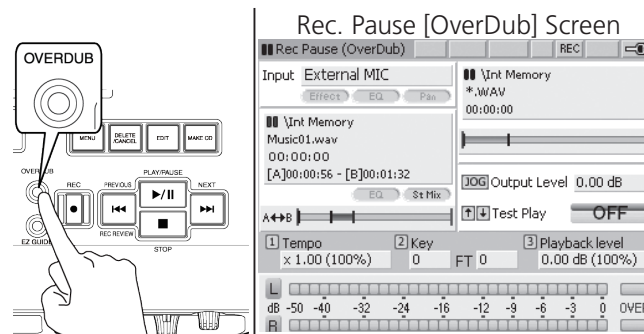 OVERDUB
MENU
DELETE
/CANCEL
EDIT
MAKE CD
OVERDUB
REC
PREVIOUS
PLAY/PAUSE
NEXT
REC REVIEW
STOP
EZ GUIDE
Rec. Pause [OverDub] Screen
Rec Pause (OverDub)
REC
Input External MIC
Effect EQ Pan
\Int Memory
*.WAV
00:00:00
\Int Memory
Music01.wav
00:00:00
[A]00:00:56 - [B]00:01:32
EQ St Mix
A↔B
JOG Output Level 0.00 dB
Test Play OFF
1 Tempo 2 Key 3 Playback level
x 1.00 (100%) 0 FT 0 0.00 dB (100%)
L
dB -50 -40 -32 -24 -16 -12 -9 -6 -3 0 OVER
R